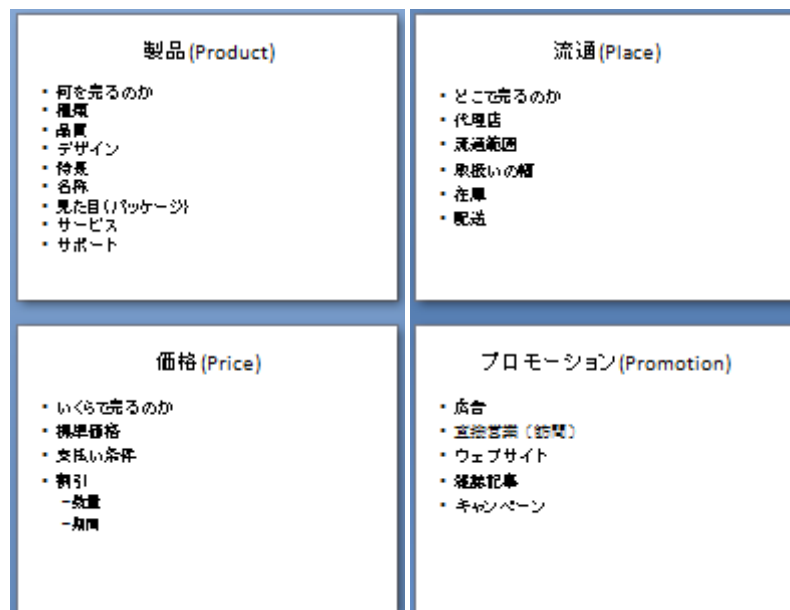 製品(Product)
・何を売るのか
・種類
・品質
・デザイン
・特長
・名称
・見た目(パッケージ)
・サービス
・サポート
流通(Place)
・どこで売るのか
・代理店
・流通範囲
・取扱いの幅
・在庫
・配送
価格(Price)
・いくらで売るのか
・標準価格
・支払い条件
・割引
−数量
−期間
プロモーション(Promotion)
・広告
・直接営業(訪問)
・ウェブサイト
・雑誌記事
・キャンペーン